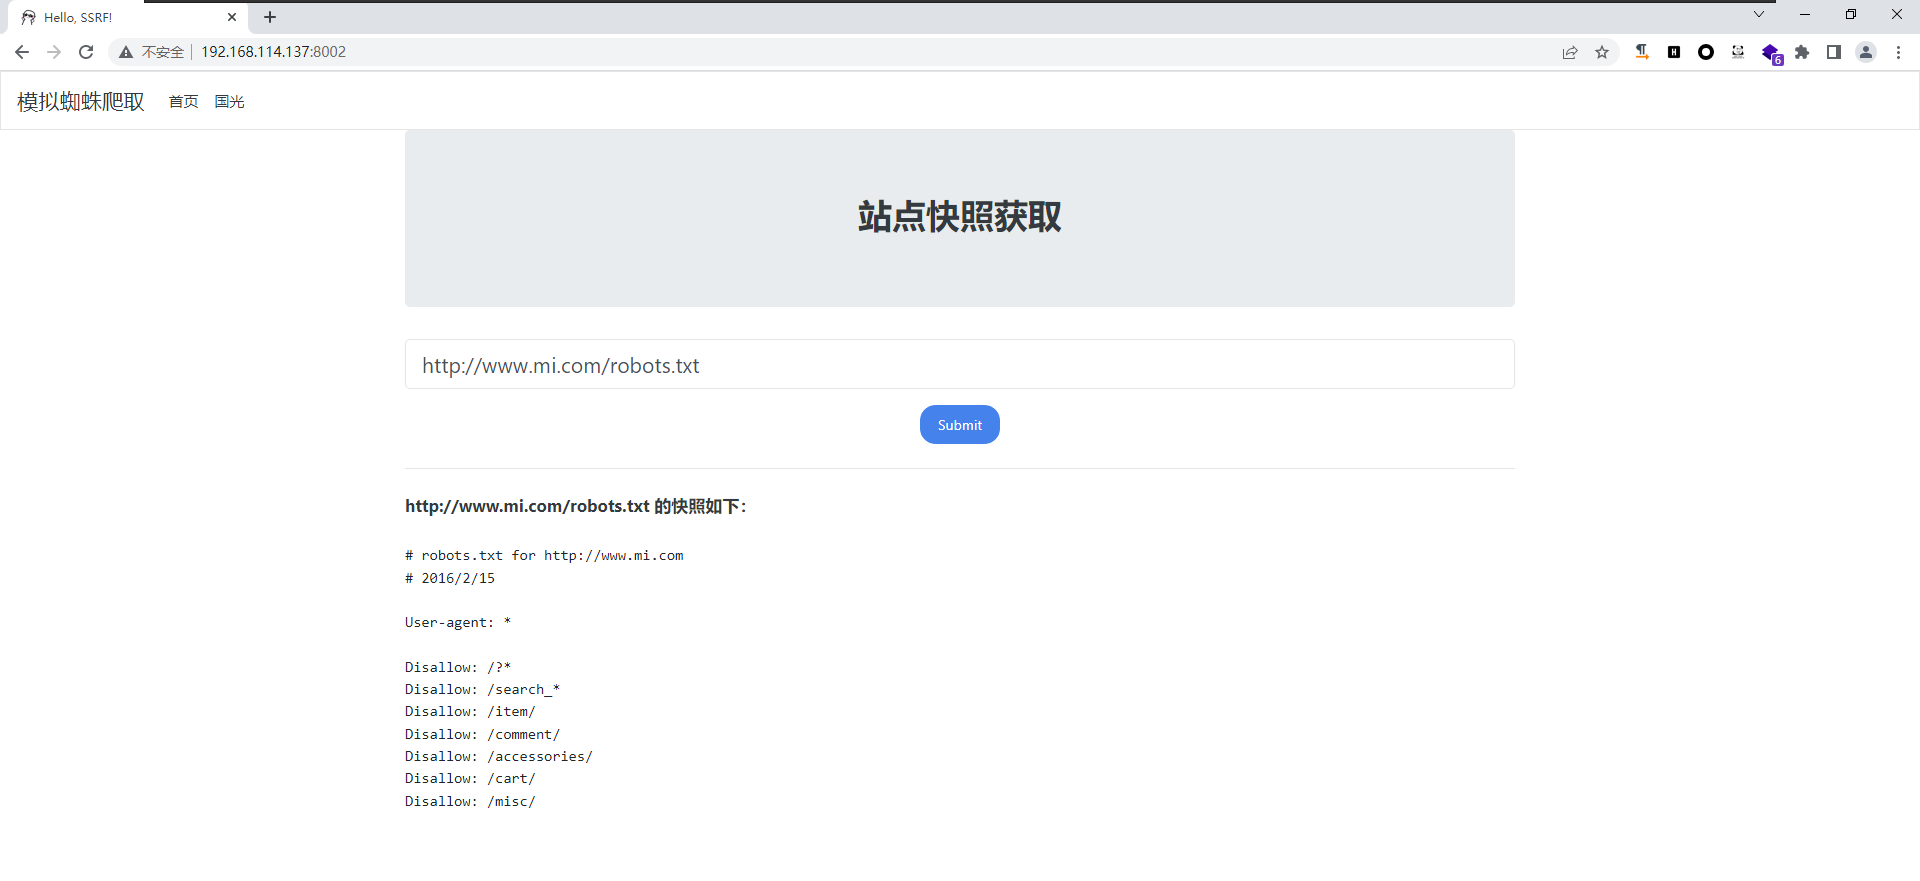 Hello, SSRF!
不安全 192.168.114.137:8002
6
模拟蜘蛛爬取 首页 国光
站点快照获取
http://www.mi.com/robots.txt
Submit
http://www.mi.com/robots.txt 的快照如下：
# robots.txt for http://www.mi.com
# 2016/2/15
User-agent: *
Disallow: /?*
Disallow: /search_*
Disallow: /item/
Disallow: /comment/
Disallow: /accessories/
Disallow: /cart/
Disallow: /misc/